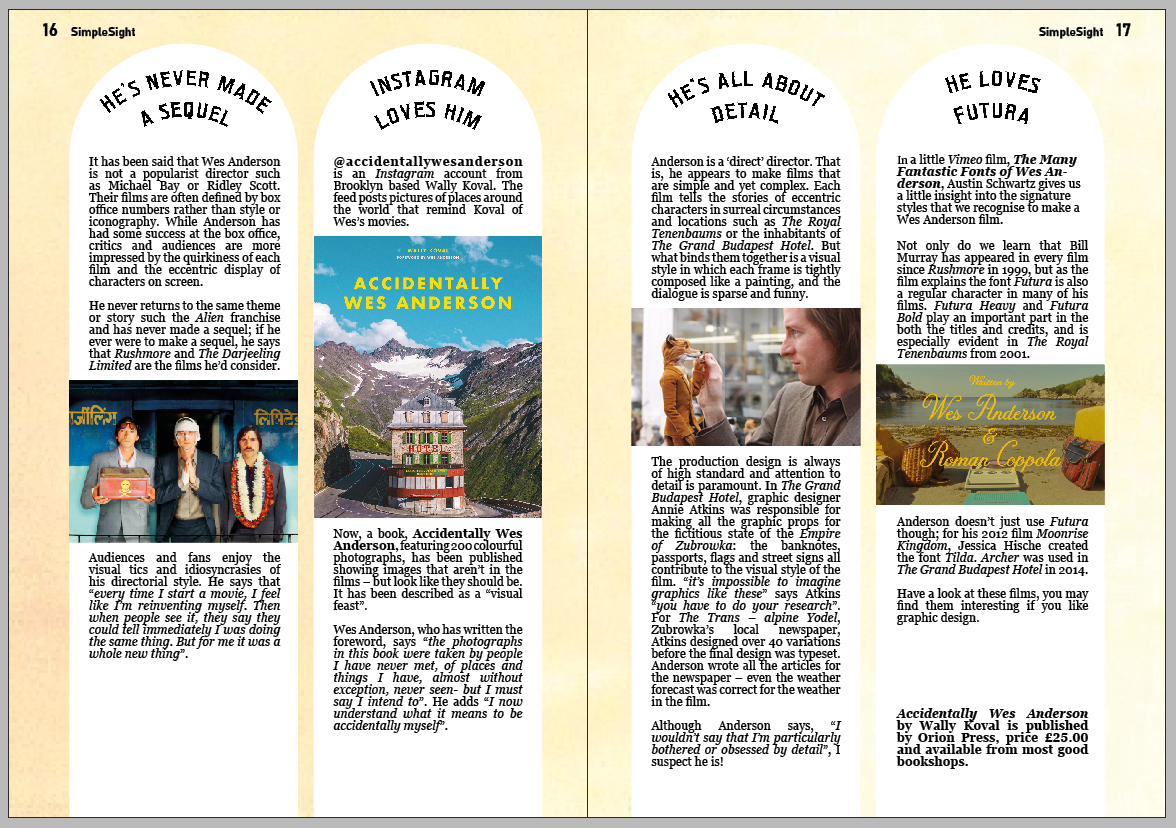 16 SimpleSight
HE'S NEVER MADE
A SEQUEL
It has been said that Wes Anderson
is not a popularist director such
as Michael Bay or Ridley Scott.
Their films are often defined by box
office numbers rather than style or
iconography. While Anderson has
had some success at the box office,
critics and audiences are more
impressed by the quirkiness of each
film and the eccentric display of
characters on screen.
He never returns to the same theme
or story such the Alien franchise
and has never made a sequel; if he
ever were to make a sequel, he says
that Rushmore and The Darjeeling
Limited are the films he'd consider.
र्जीलिंग
लिमिटेड
Audiences and fans enjoy the
visual tics and idiosyncrasies of
his directorial style. He says that
“every time I start a movie, I feel
like I'm reinventing myself. Then
when people see it, they say they
could tell immediately I was doing
the same thing. But for me it was a
whole new thing”.
INSTAGRAM
LOVES HIM
@accidentallywesanderson
is an Instagram account from
Brooklyn based Wally Koval. The
feed posts pictures of places around
the world that remind Koval of
Wes's movies.
WALLY KOVAL
FOREWORD BY WES ANDERSON
ACCIDENTALLY
WES ANDERSON
HOTEL
Now, a book, Accidentally Wes
Anderson, featuring 200 colourful
photographs, has been published
showing images that aren't in the
films – but look like they should be.
It has been described as a “visual
feast”.
Wes Anderson, who has written the
foreword, says “the photographs
in this book were taken by people
I have never met, of places and
things I have, almost without
exception, never seen- but I must
say I intend to”. He adds “I now
understand what it means to be
accidentally myself”.
SimpleSight 17
HE'S ALL ABOUT
DETAIL
Anderson is a ‘direct’ director. That
is, he appears to make films that
are simple and yet complex. Each
film tells the stories of eccentric
characters in surreal circumstances
and locations such as The Royal
Tenenbaums or the inhabitants of
The Grand Budapest Hotel. But
what binds them together is a visual
style in which each frame is tightly
composed like a painting, and the
dialogue is sparse and funny.
The production design is always
of high standard and attention to
detail is paramount. In The Grand
Budapest Hotel, graphic designer
Annie Atkins was responsible for
making all the graphic props for
the fictitious state of the Empire
of Zubrowka: the banknotes,
passports, flags and street signs all
contribute to the visual style of the
film. “it's impossible to imagine
graphics like these” says Atkins
“you have to do your research”.
For The Trans – alpine Yodel,
Zubrowka's local newspaper,
Atkins designed over 40 variations
before the final design was typeset.
Anderson wrote all the articles for
the newspaper – even the weather
forecast was correct for the weather
in the film.
Although Anderson says, “I
wouldn't say that I'm particularly
bothered or obsessed by detail”, I
suspect he is!
HE LOVES
FUTURA
In a little Vimeo film, The Many
Fantastic Fonts of Wes An-
derson, Austin Schwartz gives us
a little insight into the signature
styles that we recognise to make a
Wes Anderson film.
Not only do we learn that Bill
Murray has appeared in every film
since Rushmore in 1999, but as the
film explains the font Futura is also
a regular character in many of his
films. Futura Heavy and Futura
Bold play an important part in the
both the titles and credits, and is
especially evident in The Royal
Tenenbaums from 2001.
Written by
Wes Anderson
&
Roman Coppola
Anderson doesn't just use Futura
though; for his 2012 film Moonrise
Kingdom, Jessica Hische created
the font Tilda. Archer was used in
The Grand Budapest Hotel in 2014.
Have a look at these films, you may
find them interesting if you like
graphic design.
Accidentally Wes Anderson
by Wally Koval is published
by Orion Press, price £25.00
and available from most good
bookshops.